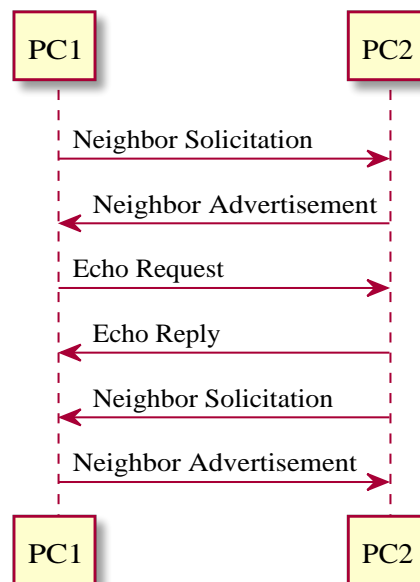 PC1
PC2
Neighbor Solicitation
Neighbor Advertisement
Echo Request
Echo Reply
Neighbor Solicitation
Neighbor Advertisement
PC1
PC2